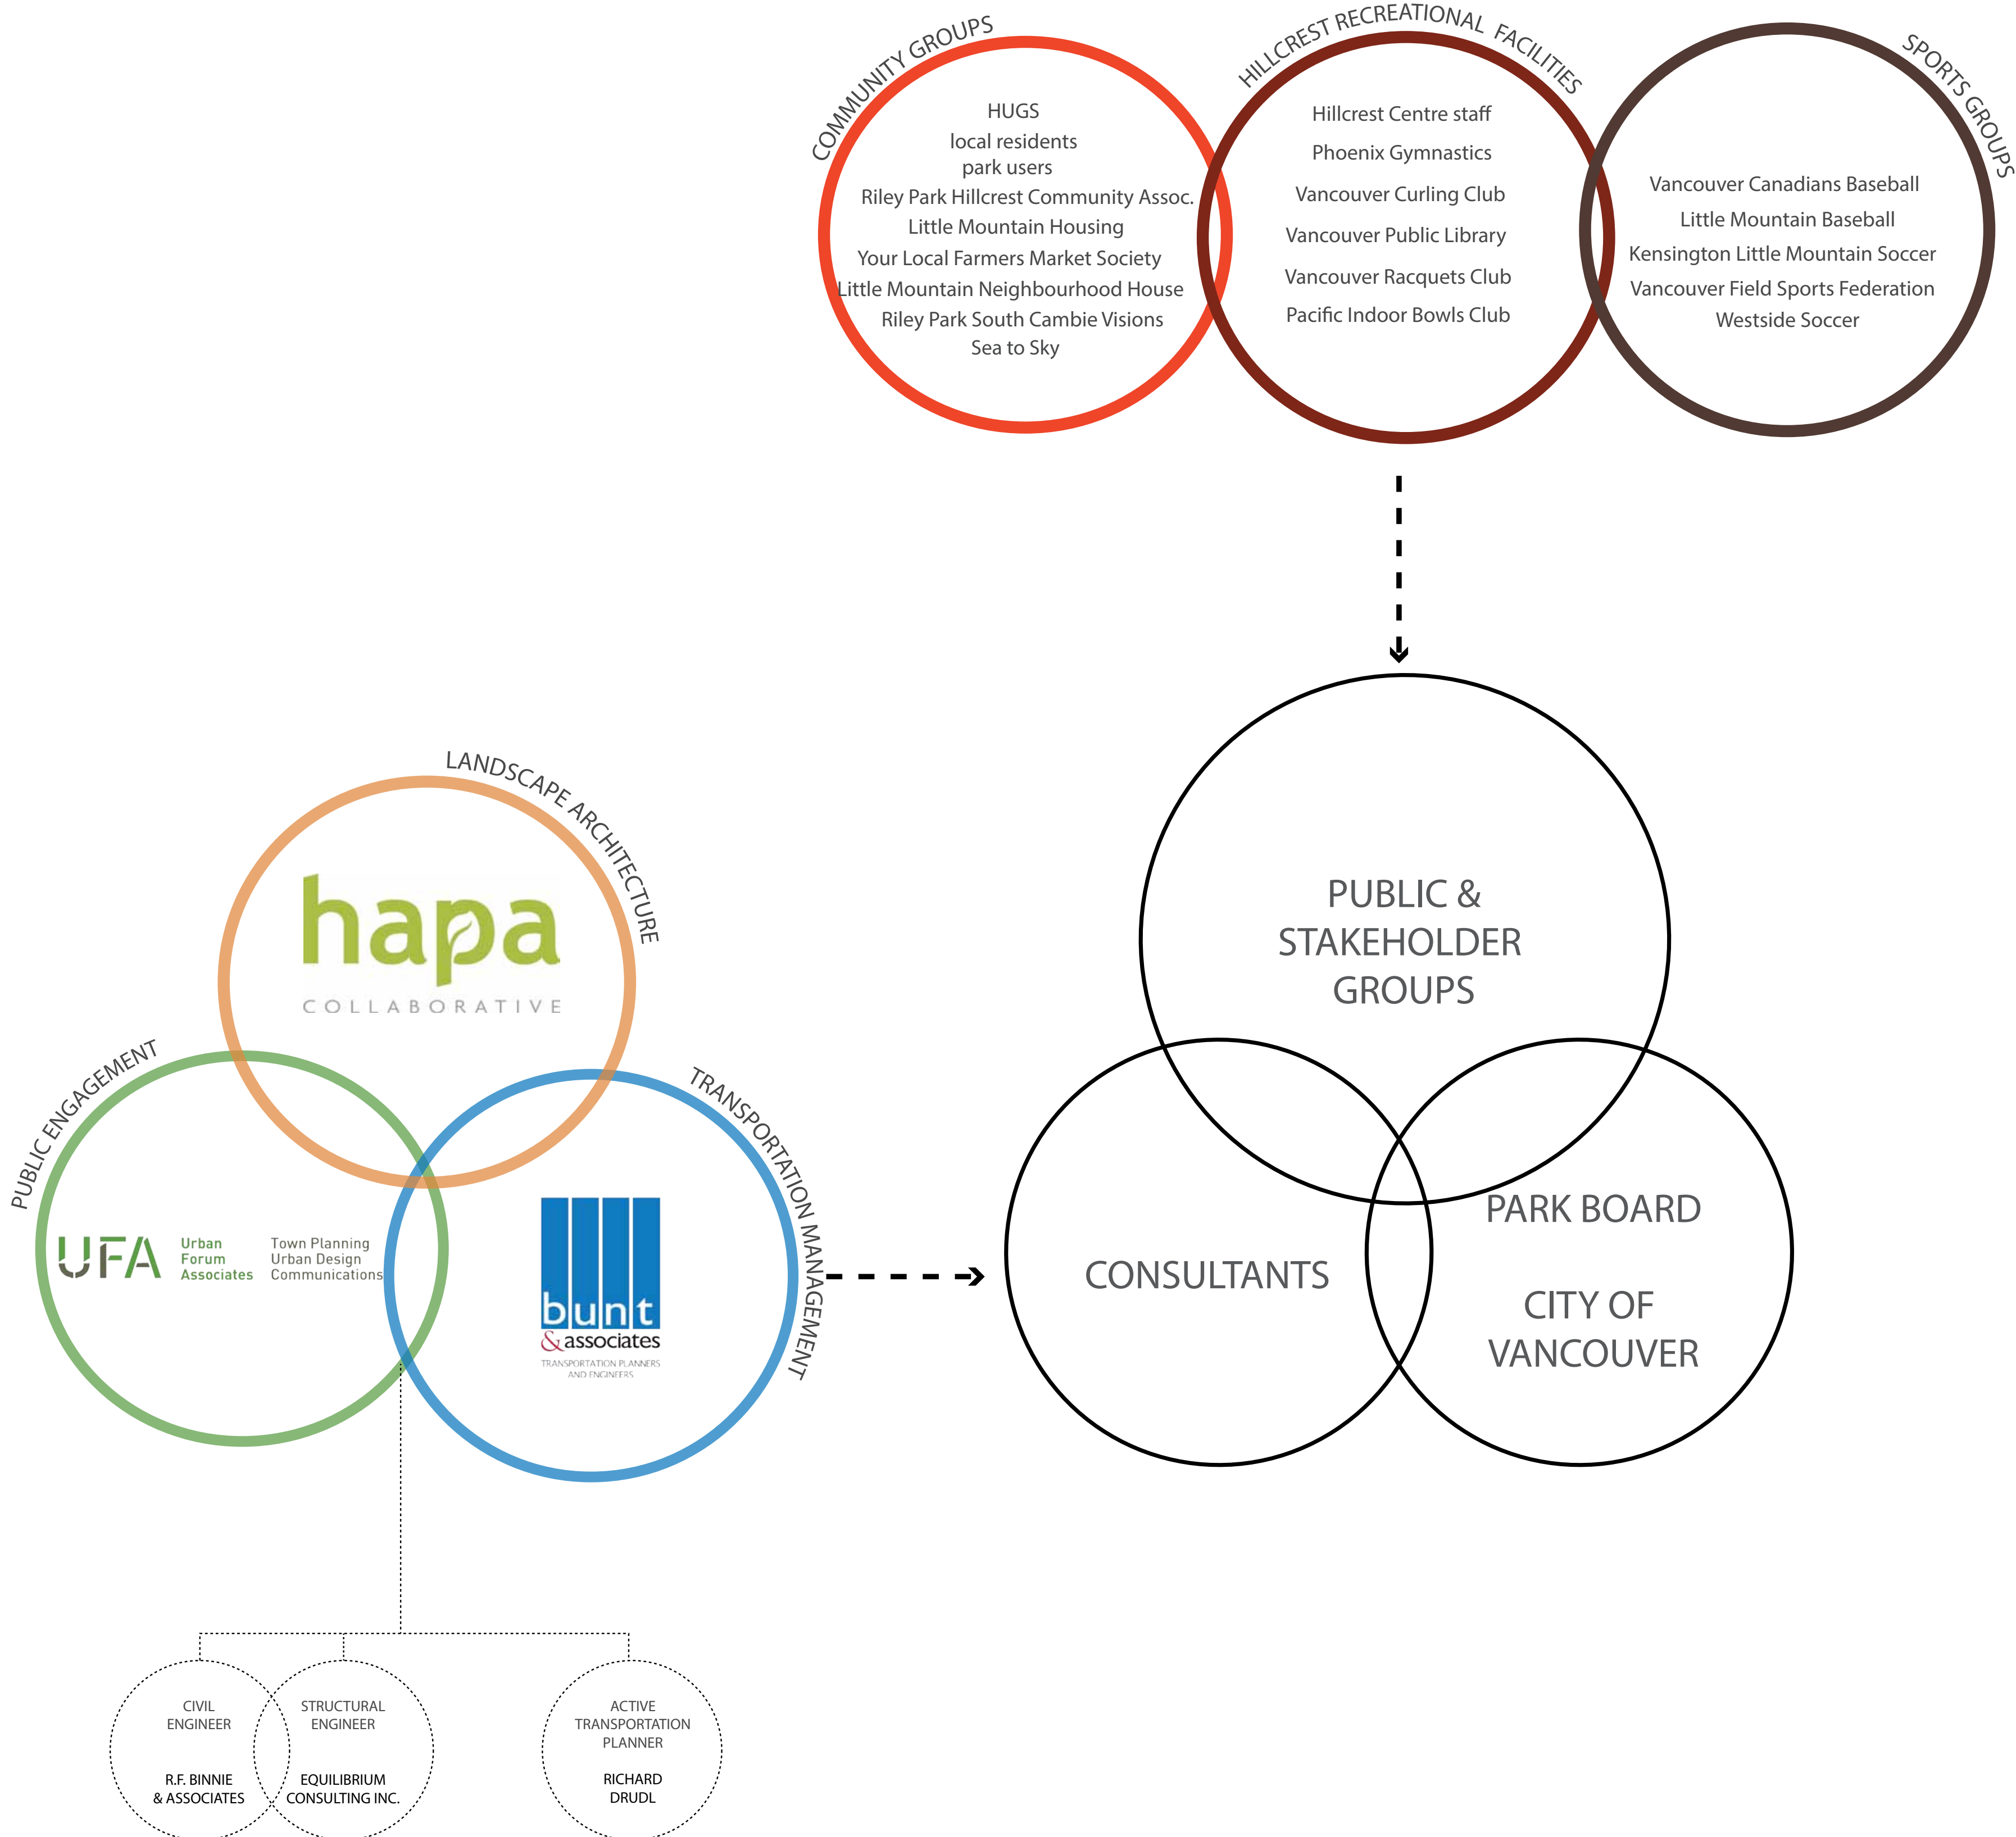 COMMUNITY GROUPS
HUGS
local residents
park users
Riley Park Hillcrest Community Assoc.
Little Mountain Housing
Your Local Farmers Market Society
Little Mountain Neighbourhood House
Riley Park South Cambie Visions
Sea to Sky
HILLCREST RECREATIONAL FACILITIES
Hillcrest Centre staff
Phoenix Gymnastics
Vancouver Curling Club
Vancouver Public Library
Vancouver Racquets Club
Pacific Indoor Bowls Club
SPORTS GROUPS
Vancouver Canadians Baseball
Little Mountain Baseball
Kensington Little Mountain Soccer
Vancouver Field Sports Federation
Westside Soccer
LANDSCAPE ARCHITECTURE
hapa
COLLABORATIVE
PUBLIC ENGAGEMENT
UFA
Urban
Forum
Associates
Town Planning
Urban Design
Communications
TRANSPORTATION MANAGEMENT
bunt
& associates
TRANSPORTATION PLANNERS
AND ENGINEERS
PUBLIC &
STAKEHOLDER
GROUPS
CONSULTANTS
PARK BOARD
CITY OF
VANCOUVER
CIVIL
ENGINEER
R.F. BINNIE
& ASSOCIATES
STRUCTURAL
ENGINEER
EQUILIBRIUM
CONSULTING INC.
ACTIVE
TRANSPORTATION
PLANNER
RICHARD
DRUDL